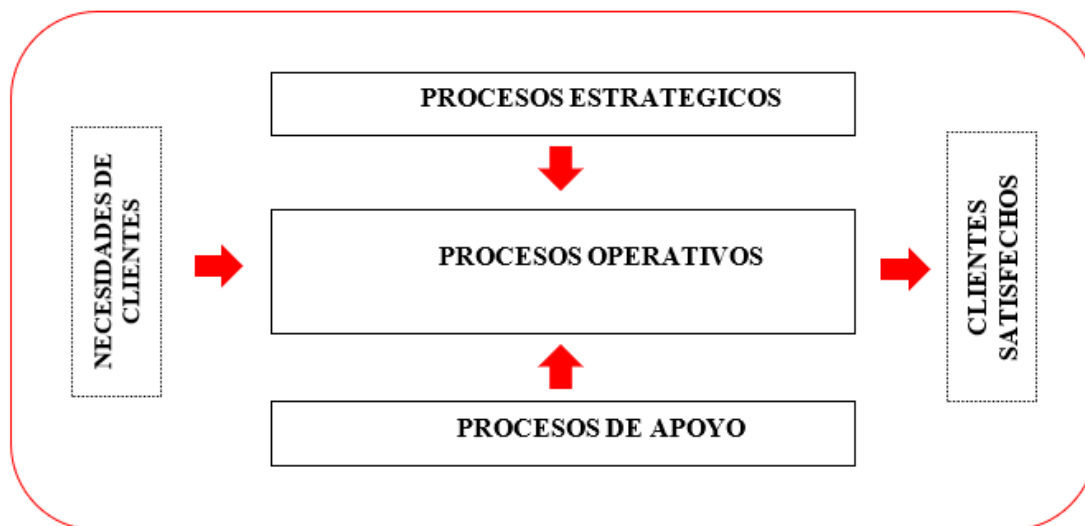 PROCESOS ESTRATEGICOS
NECESIDADES DE
CLIENTES
PROCESOS OPERATIVOS
CLIENTES
SATISFECHOS
PROCESOS DE APOYO